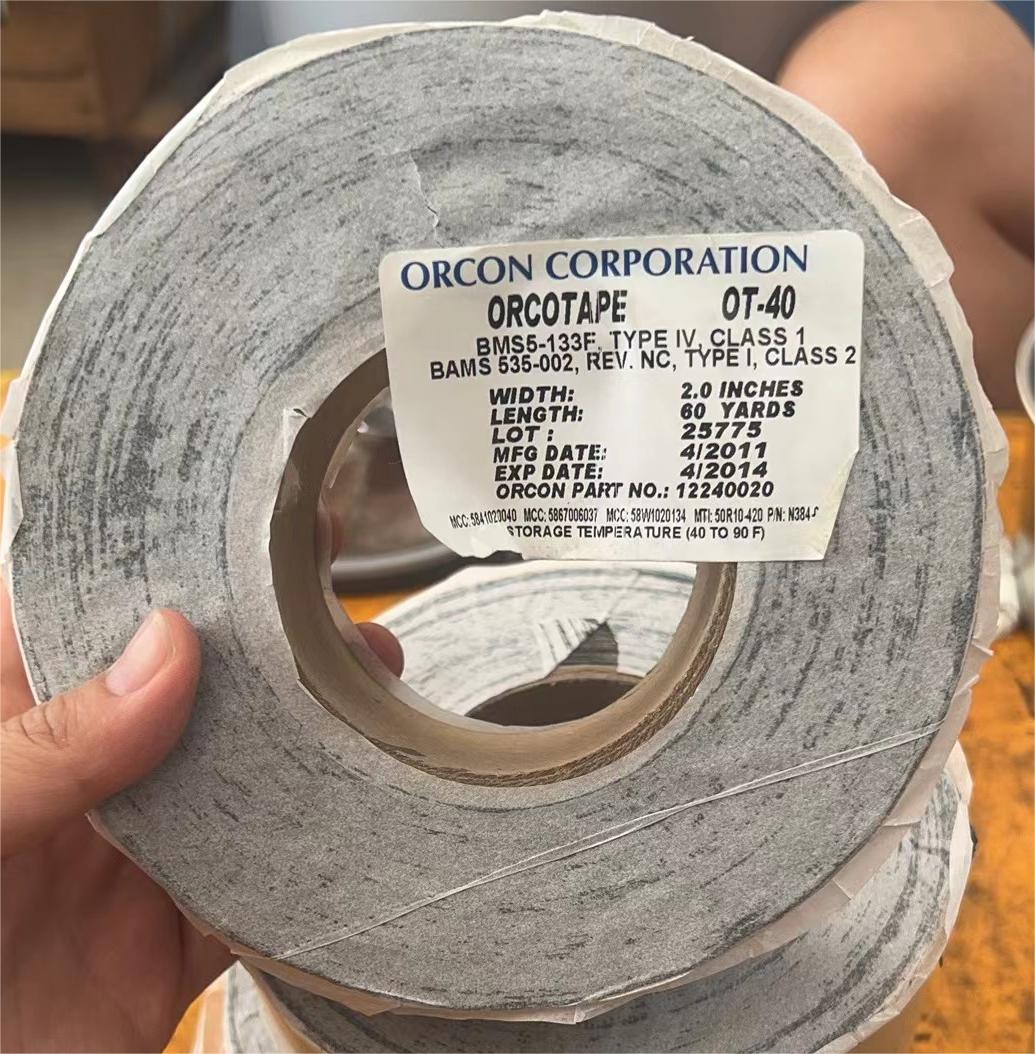 ORCON CORPORATION
ORCOTAPE OT-40
BMS5-133F, TYPE IV, CLASS 1
BAMS 535-002, REV. NC, TYPE I, CLASS 2
WIDTH: 2.0 INCHES
LENGTH: 60 YARDS
LOT : 25775
MFG DATE: 4/2011
EXP DATE: 4/2014
ORCON PART NO.: 12240020
MCC: 5841020040 MCC: 5867006037 MCC: 58W1020134 MTI: 50R10-420 P/N: N384-
STORAGE TEMPERATURE (40 TO 90 F)